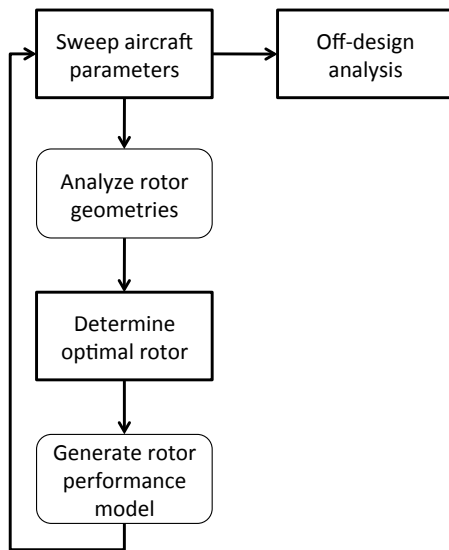 Sweep aircraft
parameters
Off-design
analysis
Analyze rotor
geometries
Determine
optimal rotor
Generate rotor
performance
model